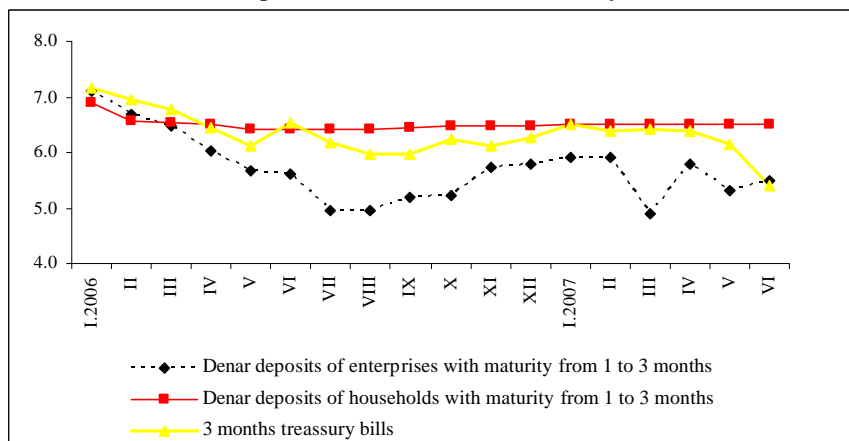 8.0
7.0
6.0
5.0
4.0
I.2006
II
III
IV
V
VI
VII
VIII
IX
X
XI
XII
I.2007
II
III
IV
V
VI
Denar deposits of enterprises with maturity from 1 to 3 months
Denar deposits of households with maturity from 1 to 3 months
3 months treassury bills